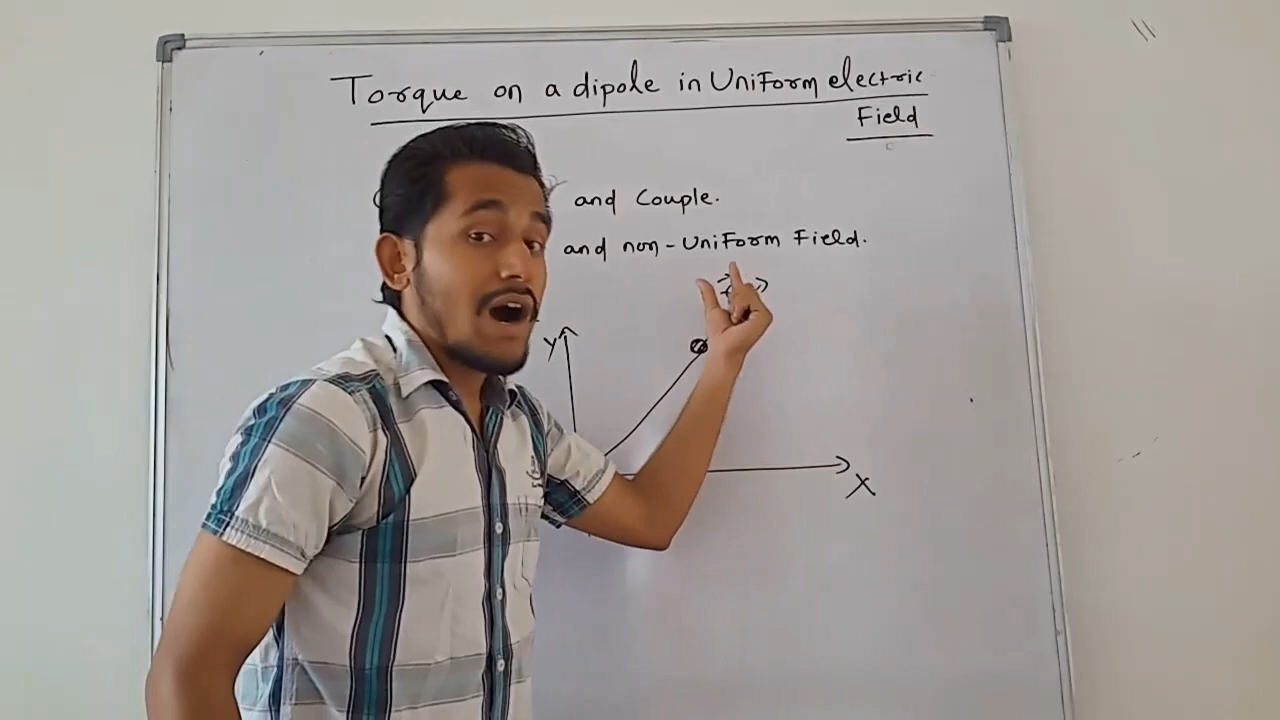 Torque on a dipole in Uniform electric
Field
and Couple.
and non-Uniform Field.
Y
X